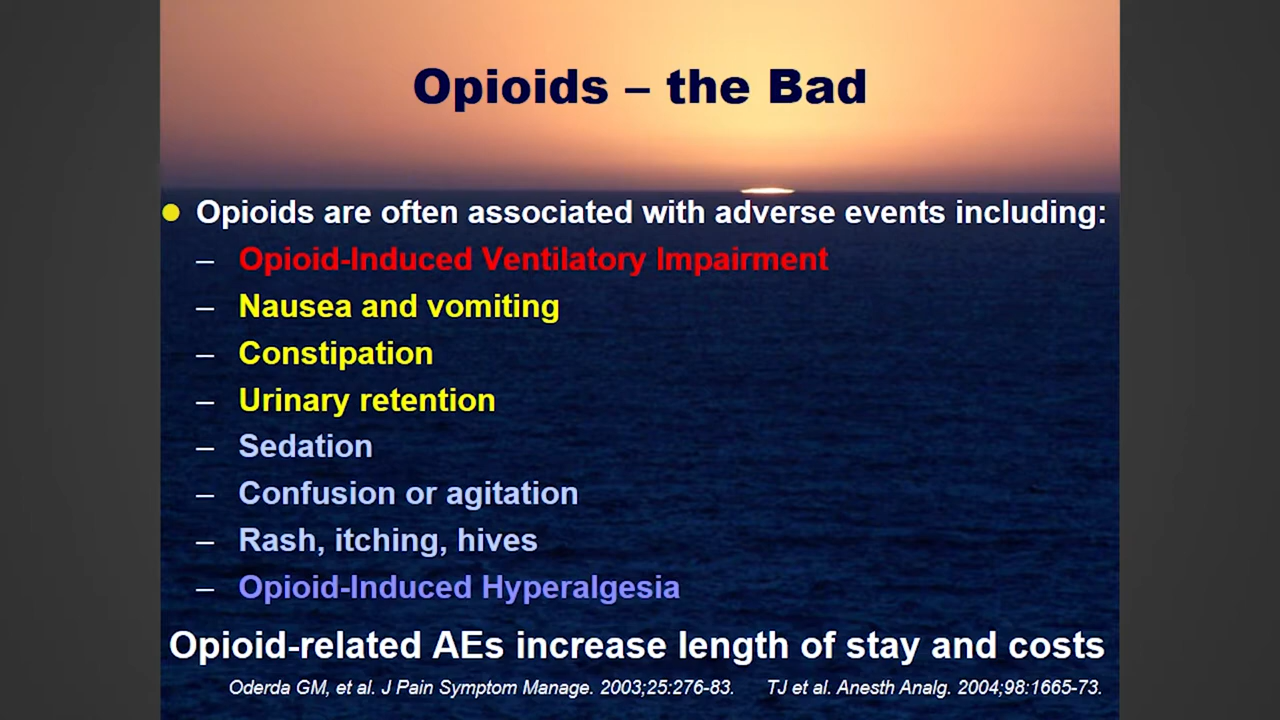 Opioids – the Bad
Opioids are often associated with adverse events including:
– Opioid-Induced Ventilatory Impairment
– Nausea and vomiting
– Constipation
– Urinary retention
– Sedation
– Confusion or agitation
– Rash, itching, hives
– Opioid-Induced Hyperalgesia
Opioid-related AEs increase length of stay and costs
Oderda GM, et al. J Pain Symptom Manage. 2003;25:276-83. TJ et al. Anesth Analg. 2004;98:1665-73.